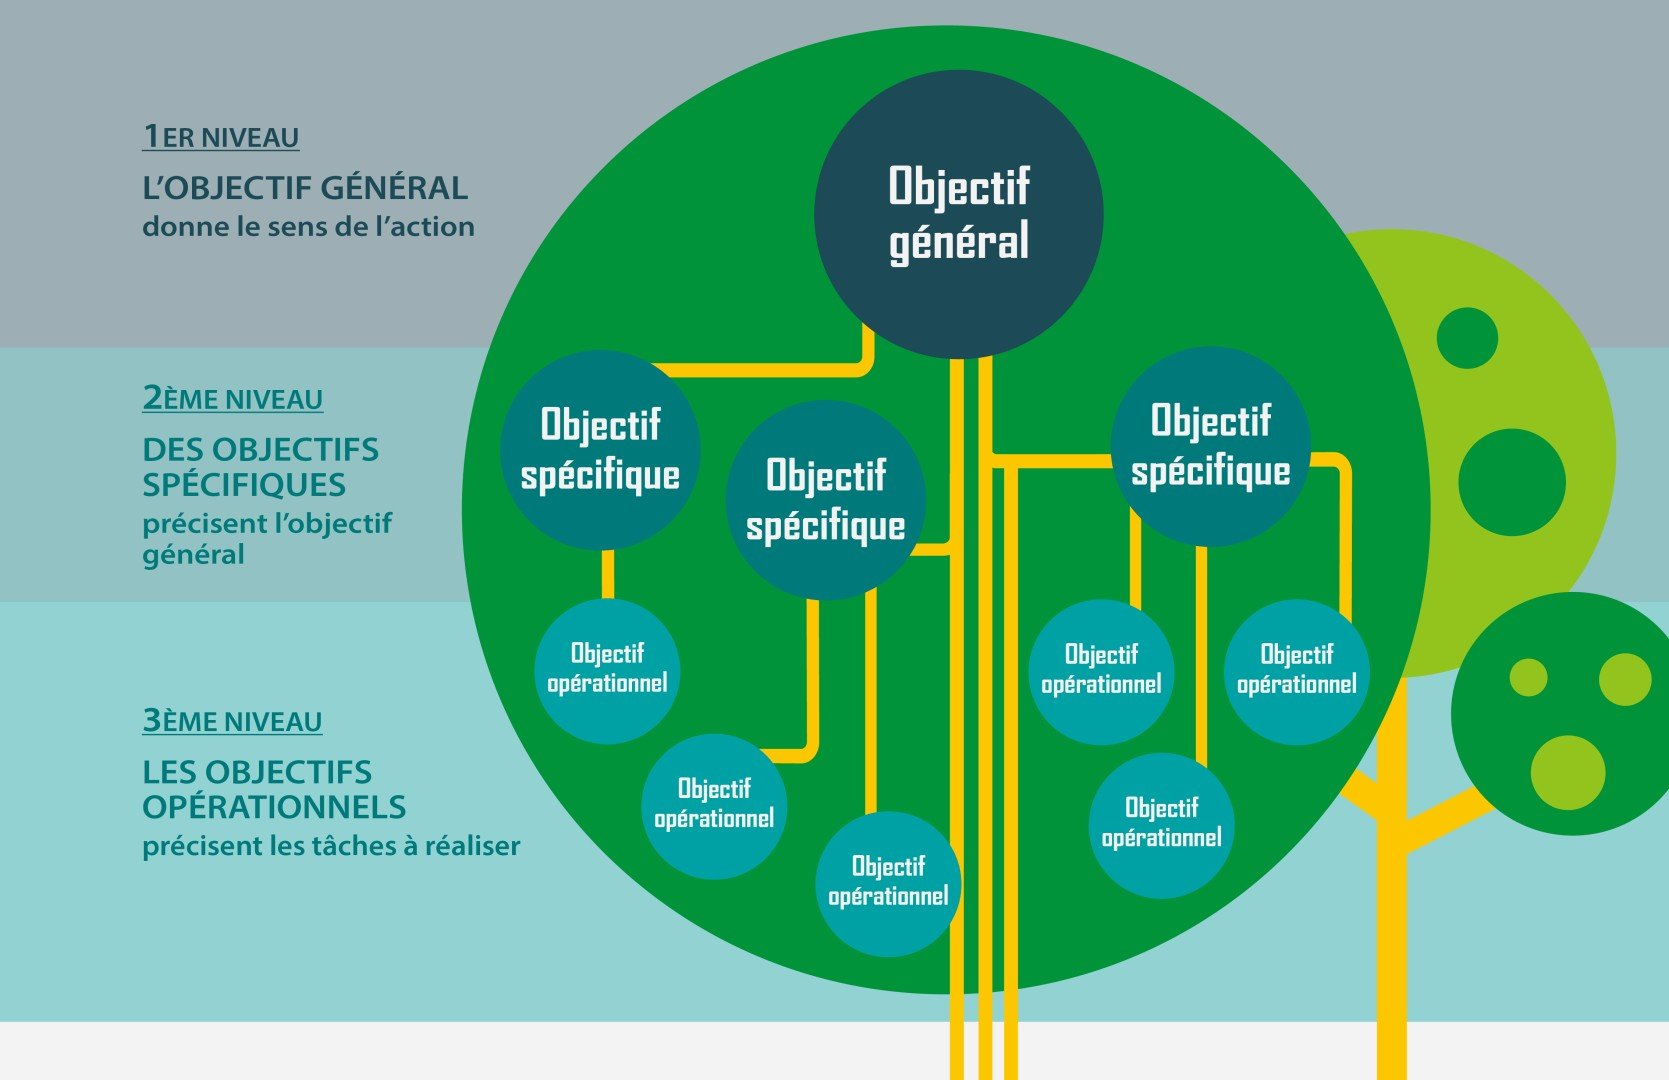 1ER NIVEAU
L’OBJECTIF GÉNÉRAL
donne le sens de l’action
2ÈME NIVEAU
DES OBJECTIFS
SPÉCIFIQUES
précisent l’objectif
général
3ÈME NIVEAU
LES OBJECTIFS
OPÉRATIONNELS
précisent les tâches à réaliser
Objectif
général
Objectif
spécifique
Objectif
spécifique
Objectif
spécifique
Objectif
opérationnel
Objectif
opérationnel
Objectif
opérationnel
Objectif
opérationnel
Objectif
opérationnel
Objectif
opérationnel